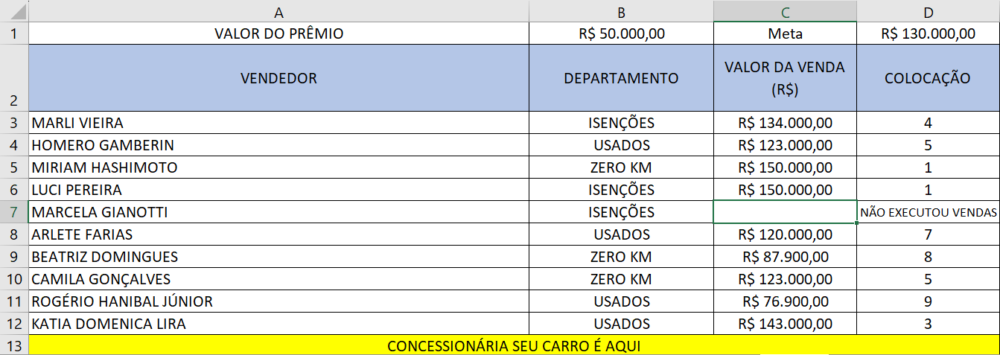 A B C D
1 VALOR DO PRÊMIO R$ 50.000,00 Meta R$ 130.000,00
2 VENDEDOR DEPARTAMENTO VALOR DA VENDA (R$) COLOCAÇÃO
3 MARLI VIEIRA ISENÇÕES R$ 134.000,00 4
4 HOMERO GAMBERIN USADOS R$ 123.000,00 5
5 MIRIAM HASHIMOTO ZERO KM R$ 150.000,00 1
6 LUCI PEREIRA ISENÇÕES R$ 150.000,00 1
7 MARCELA GIANOTTI ISENÇÕES NÃO EXECUTOU VENDAS
8 ARLETE FARIAS USADOS R$ 120.000,00 7
9 BEATRIZ DOMINGUES ZERO KM R$ 87.900,00 8
10 CAMILA GONÇALVES ZERO KM R$ 123.000,00 5
11 ROGÉRIO HANIBAL JÚNIOR USADOS R$ 76.900,00 9
12 KATIA DOMENICA LIRA USADOS R$ 143.000,00 3
13 CONCESSIONÁRIA SEU CARRO É AQUI